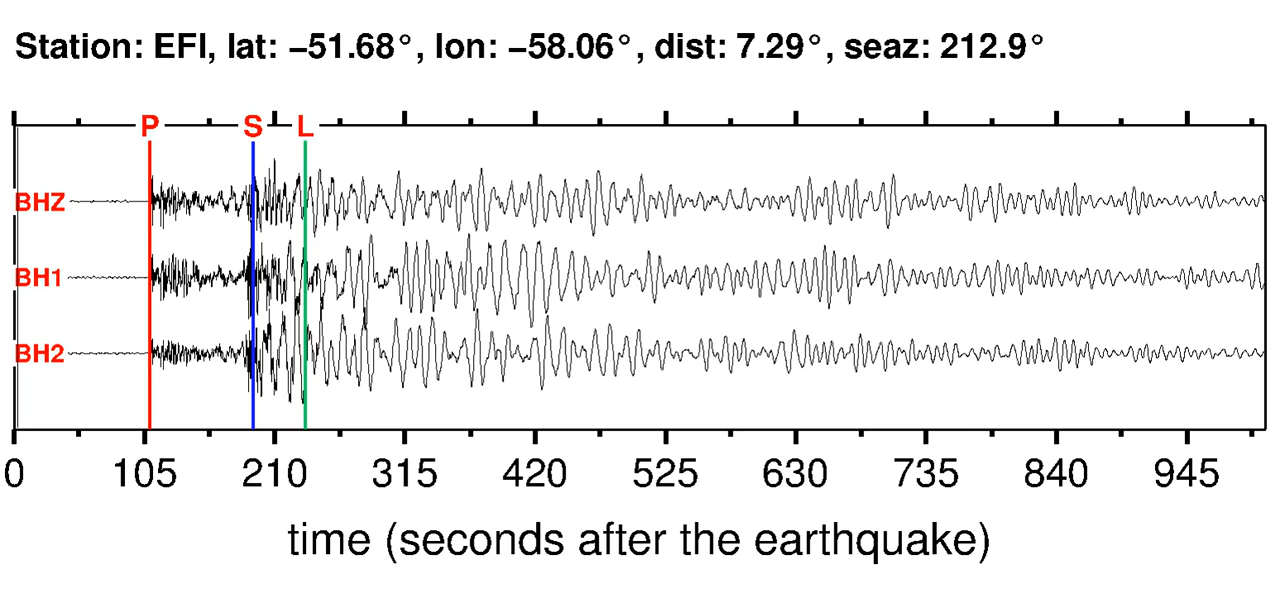 Station: EFI, lat: −51.68°, lon: −58.06°, dist: 7.29°, seaz: 212.9°
P S L
BHZ
BH1
BH2
0 105 210 315 420 525 630 735 840 945
time (seconds after the earthquake)